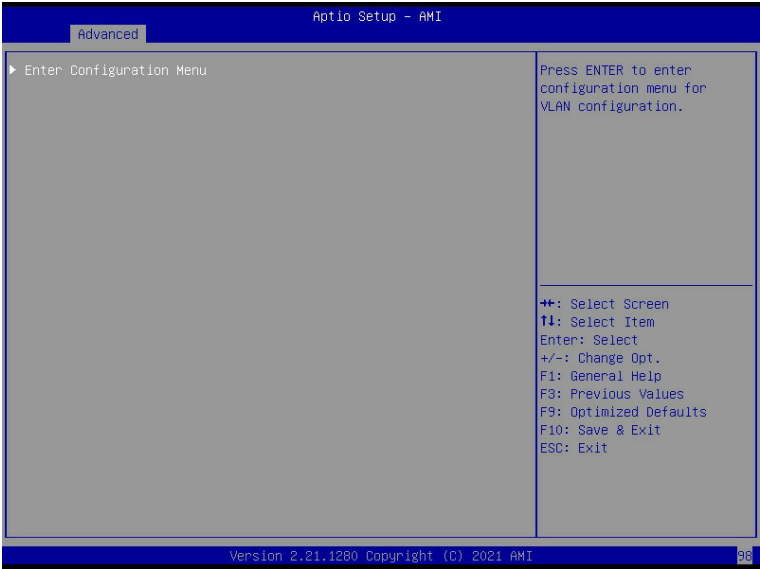 Aptio Setup – AMI
Advanced
▶ Enter Configuration Menu
Press ENTER to enter
configuration menu for
VLAN configuration.
→←: Select Screen
↑↓: Select Item
Enter: Select
+/-: Change Opt.
F1: General Help
F3: Previous Values
F9: Optimized Defaults
F10: Save & Exit
ESC: Exit
Version 2.21.1280 Copyright (C) 2021 AMI
98